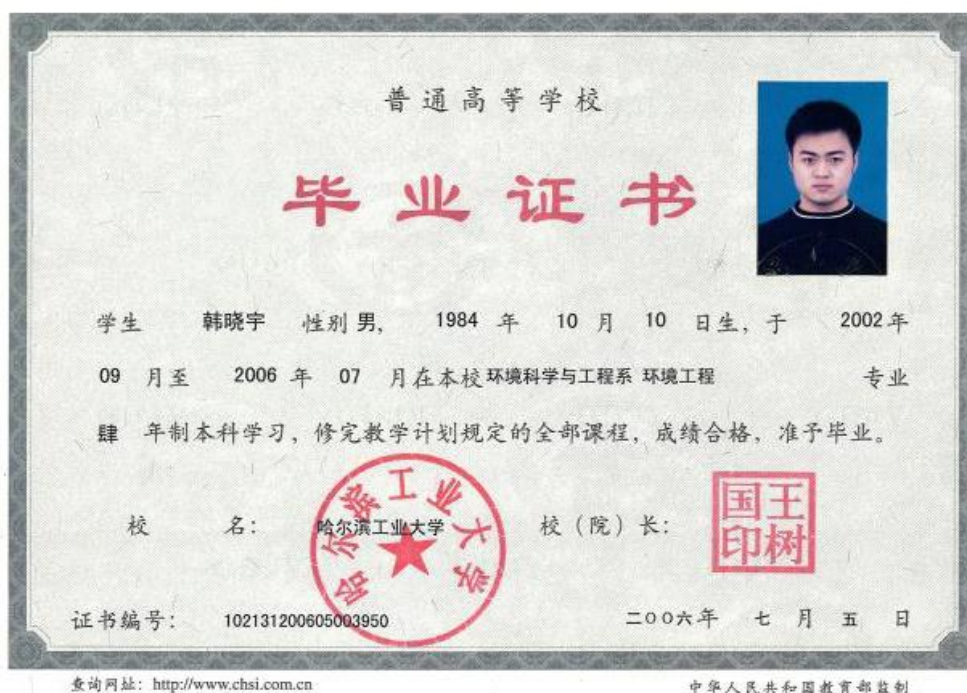 普通高等学校
毕业证书
学生 韩晓宇 性别 男, 1984 年 10 月 10 日生, 于 2002 年
09 月至 2006 年 07 月在本校 环境科学与工程系 环境工程 专业
肆 年制本科学习, 修完教学计划规定的全部课程, 成绩合格, 准予毕业。
校 名: 哈尔滨工业大学 校(院)长:
哈尔滨工业大学
王树国印
证书编号: 102131200605003950 二〇〇六年 七 月 五 日
查询网址: http://www.chsi.com.cn 中华人民共和国教育部监制